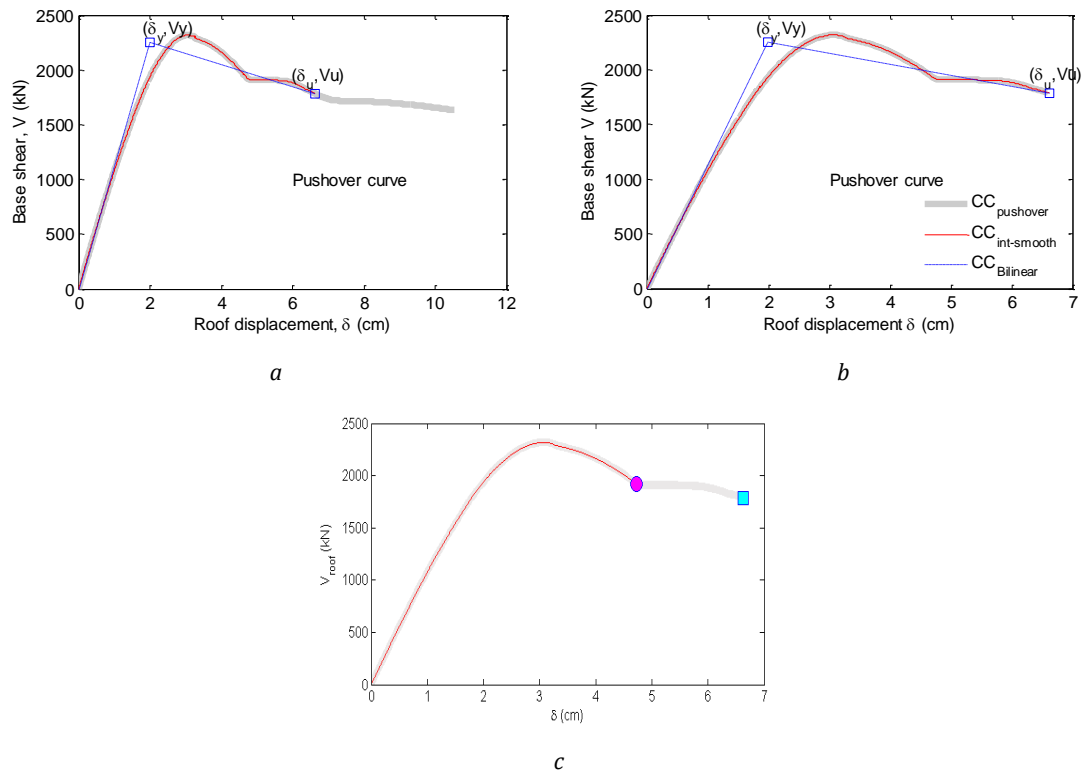 (δy,Vy)
(δu,Vu)
Pushover curve
Base shear, V (kN)
0
500
1000
1500
2000
2500
0 2 4 6 8 10 12
Roof displacement, δ (cm)
a
(δy,Vy)
(δu,Vu)
Pushover curve
CCpushover
CCint-smooth
CCBilinear
Base shear V (kN)
0
500
1000
1500
2000
2500
0 1 2 3 4 5 6 7
Roof displacement δ (cm)
b
Vroof (kN)
0
500
1000
1500
2000
2500
0 1 2 3 4 5 6 7
δ (cm)
c